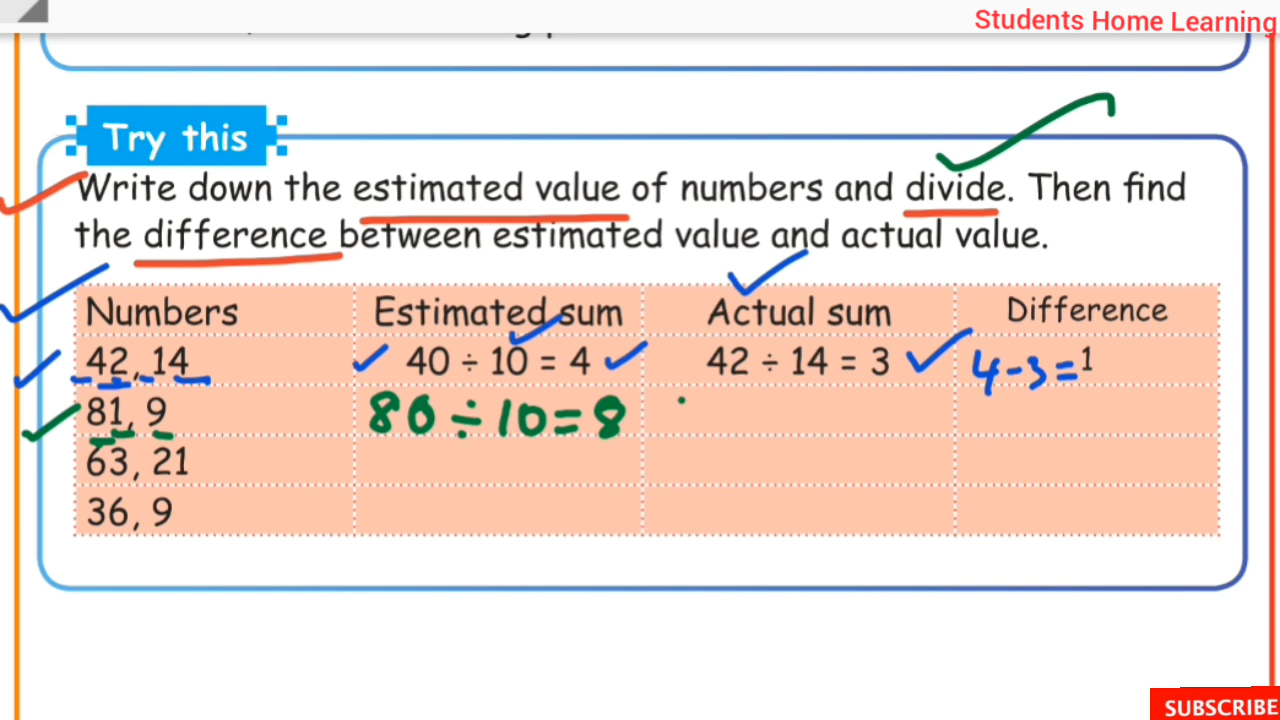 Students Home Learning
Try this
Write down the estimated value of numbers and divide. Then find
the difference between estimated value and actual value.
Numbers Estimated sum Actual sum Difference
42, 14 40 ÷ 10 = 4 42 ÷ 14 = 3 4-3=1
81, 9 80 ÷ 10 = 8
63, 21
36, 9
SUBSCRIBE